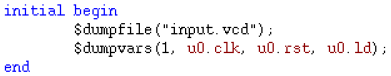 initial begin
$dumpfile("input.vcd");
$dumpvars(1, u0.clk, u0.rst, u0.ld);
end